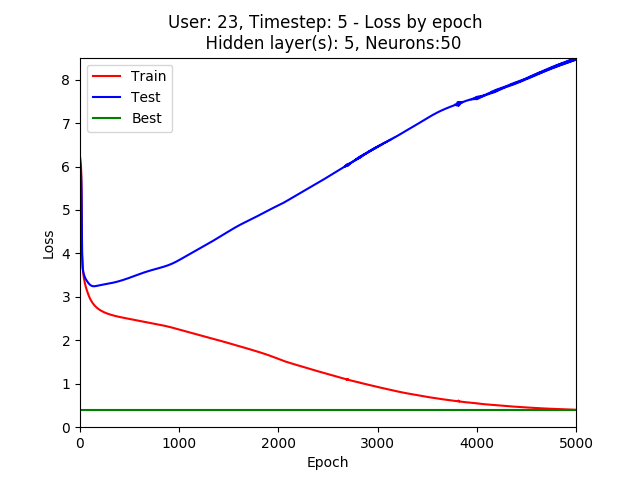 User: 23, Timestep: 5 - Loss by epoch
Hidden layer(s): 5, Neurons:50
Train
Test
Best
8
7
6
5
4
3
2
1
0
Loss
0 1000 2000 3000 4000 5000
Epoch